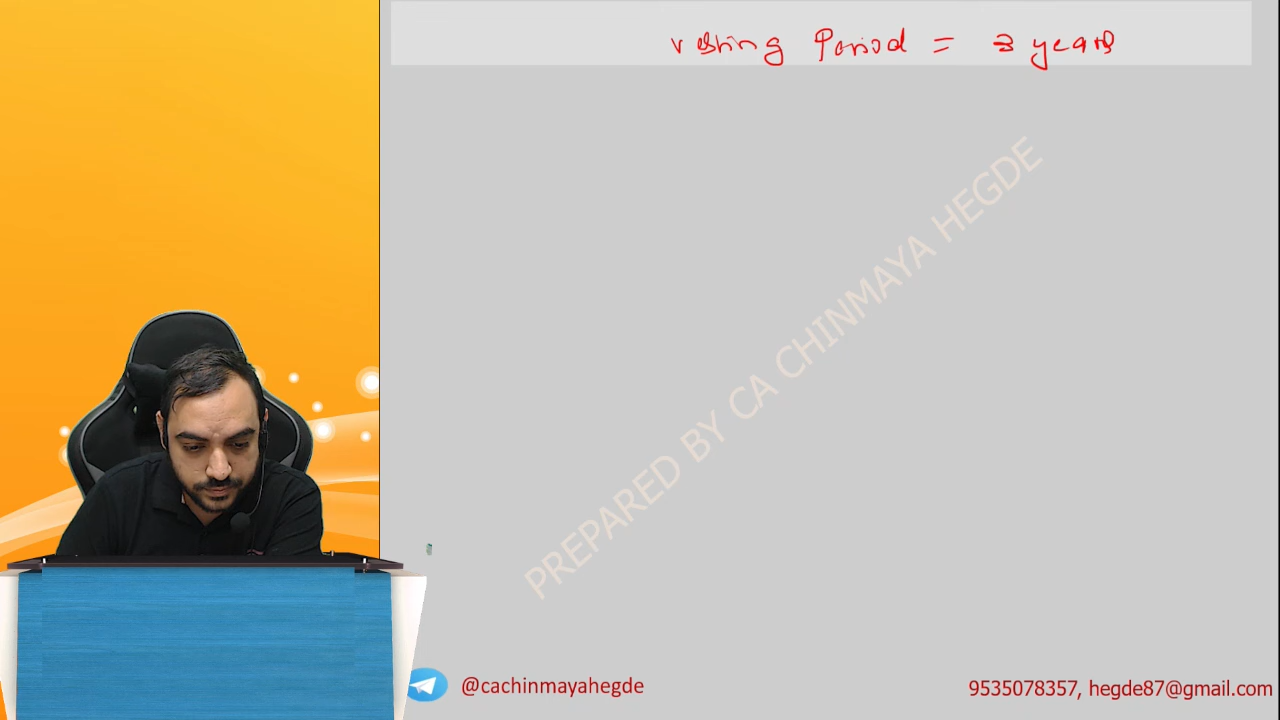 vesting Period = 3 years
PREPARED BY CA CHINMAYA HEGDE
@cachinmayahegde
9535078357, hegde87@gmail.com